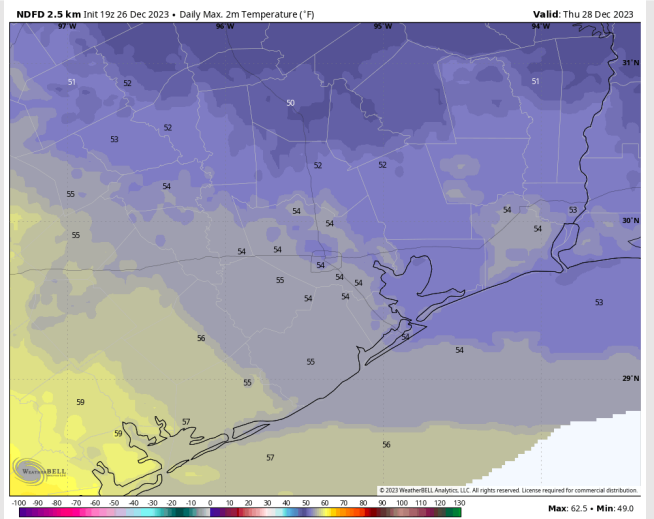 NDFD 2.5 km Init 19z 26 Dec 2023 • Daily Max. 2m Temperature (°F)
Valid: Thu 28 Dec 2023
97°W 96°W 95°W 94°W
31°N
51 52 51
50
52
53
52 52
54
55
54 54 53
54 54
55 30°N
54 54
54
54
55 54
54 54
53
56 54
54
55
55 29°N
59
57
59
56
57
WEATHERBELL
© 2023 WeatherBELL Analytics, LLC. All rights reserved. License required for commercial distribution.
-100 -90 -80 -70 -60 -50 -40 -30 -20 -10 0 10 20 30 40 50 60 70 80 90 100 110 120 130
Max: 62.5 • Min: 49.0